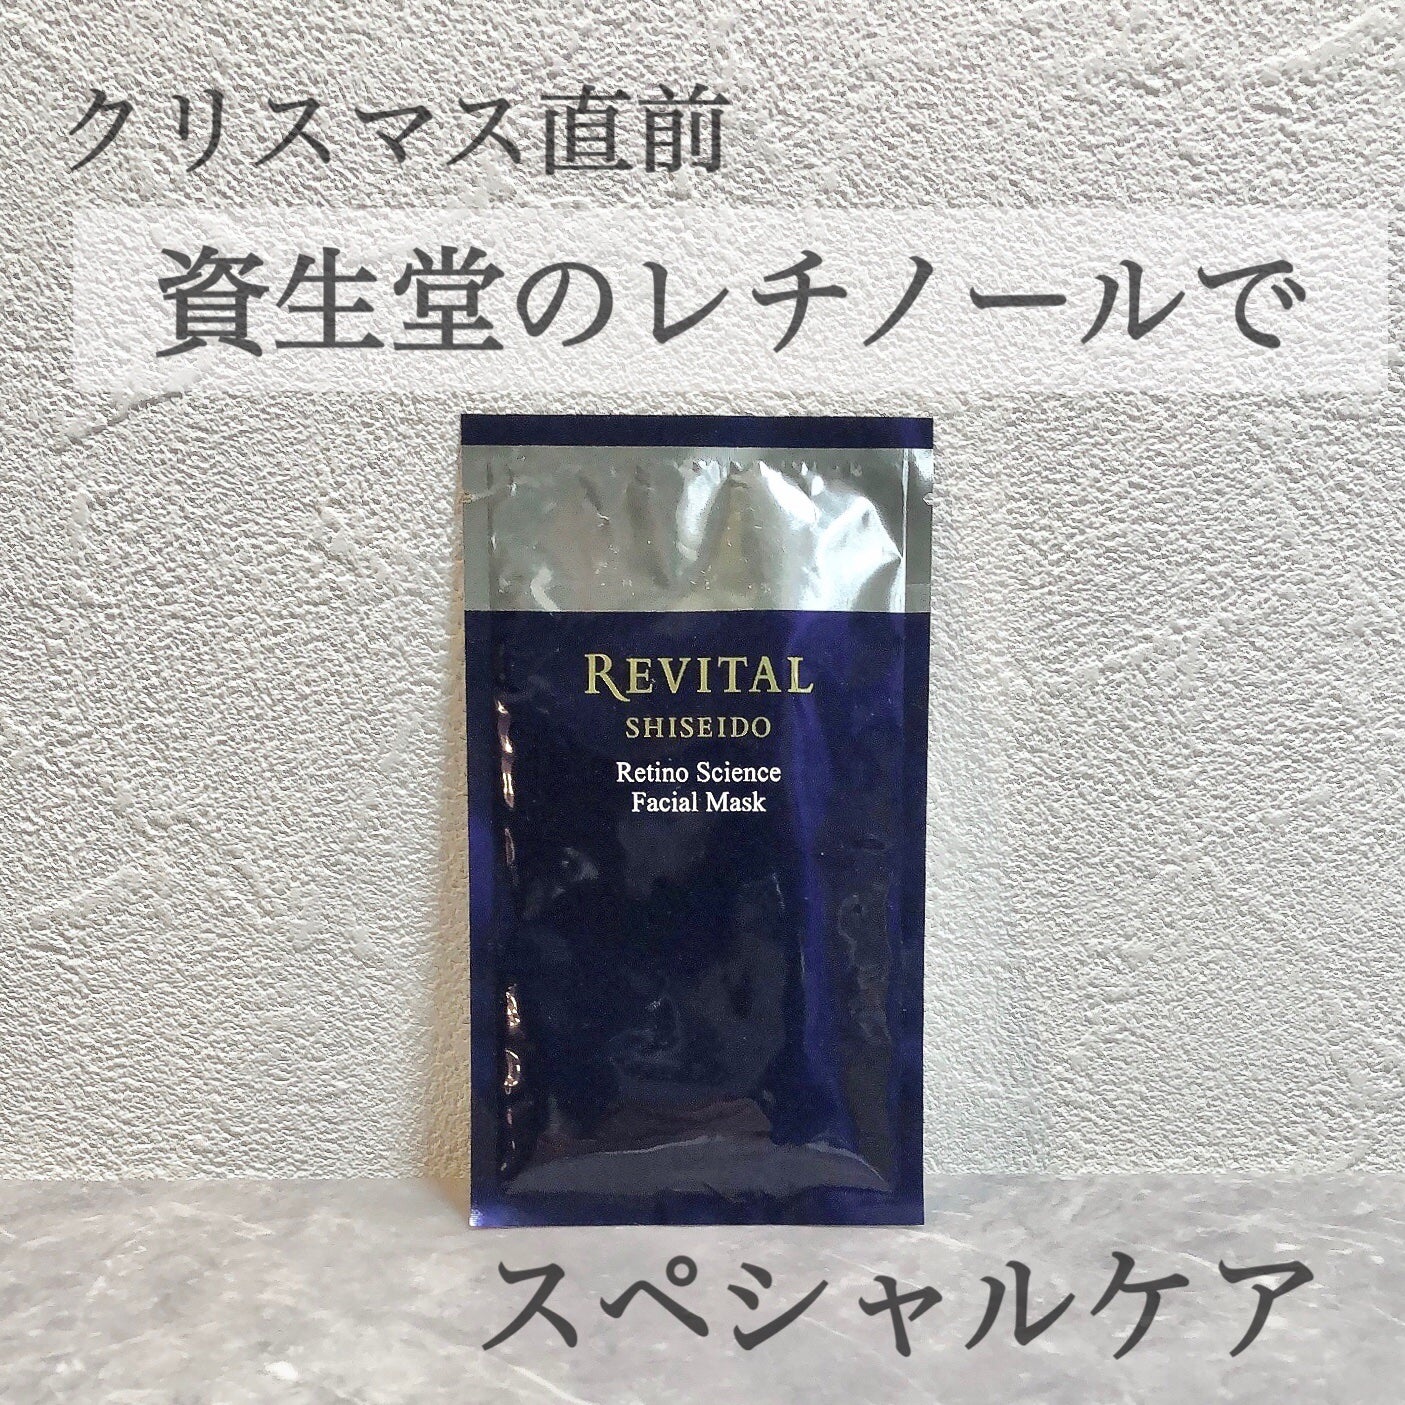 クリスマス直前
資生堂のレチノールで
REVITAL
SHISEIDO
Retino Science
Facial Mask
スペシャルケア